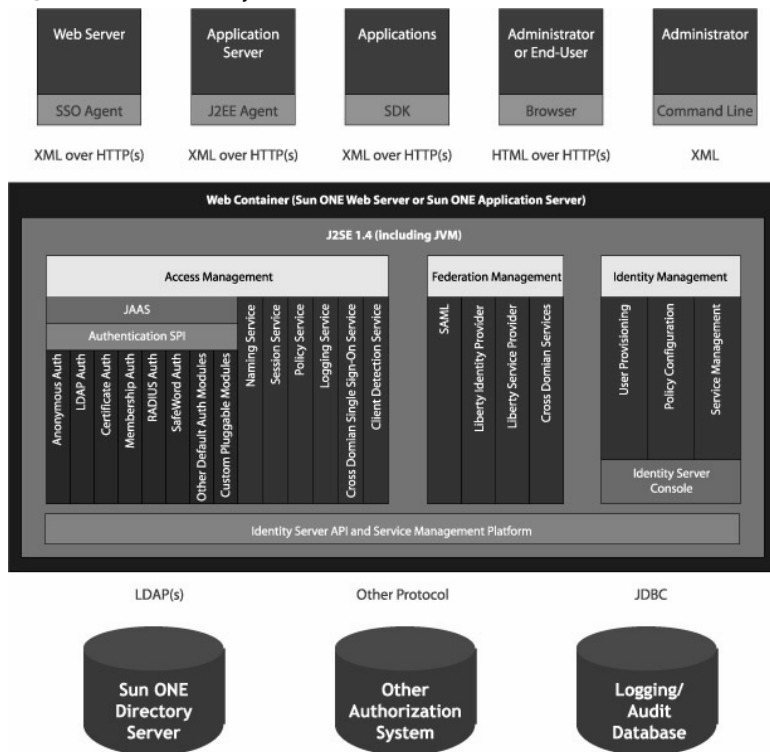 Web Server
Application
Server
Applications
Administrator
or End-User
Administrator
SSO Agent
J2EE Agent
SDK
Browser
Command Line
XML over HTTP(s)
XML over HTTP(s)
XML over HTTP(s)
HTML over HTTP(s)
XML
Web Container (Sun ONE Web Server or Sun ONE Application Server)
J2SE 1.4 (including JVM)
Access Management
JAAS
Authentication SPI
Anonymous Auth
LDAP Auth
Certificate Auth
Membership Auth
RADIUS Auth
SafeWord Auth
Other Default Auth Modules
Custom Pluggable Modules
Naming Service
Session Service
Policy Service
Logging Service
Cross Domian Single Sign-On Service
Client Detection Service
Federation Management
SAML
Liberty Identity Provider
Liberty Service Provider
Cross Domian Services
Identity Management
User Provisioning
Policy Configuration
Service Management
Identity Server
Console
Identity Server API and Service Management Platform
LDAP(s)
Other Protocol
JDBC
Sun ONE
Directory
Server
Other
Authorization
System
Logging/
Audit
Database